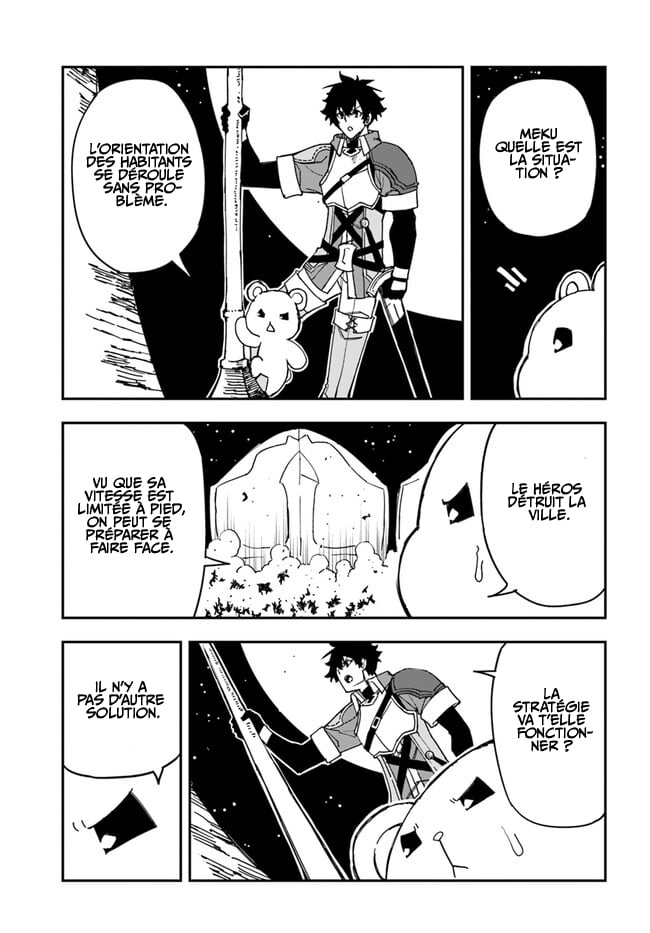 MEKU
QUELLE EST
LA SITUA-
TION ?
L'ORIENTATION
DES HABITANTS
SE DÉROULE
SANS PRO-
BLÈME.
LE HÉROS
DÉTRUIT LA
VILLE.
VU QUE SA
VITESSE EST
LIMITÉE À PIED,
ON PEUT SE
PRÉPARER À
FAIRE FACE.
LA
STRATÉGIE
VA T'ELLE
FONCTION-
NER ?
IL N'Y A
PAS D'AUTRE
SOLUTION.